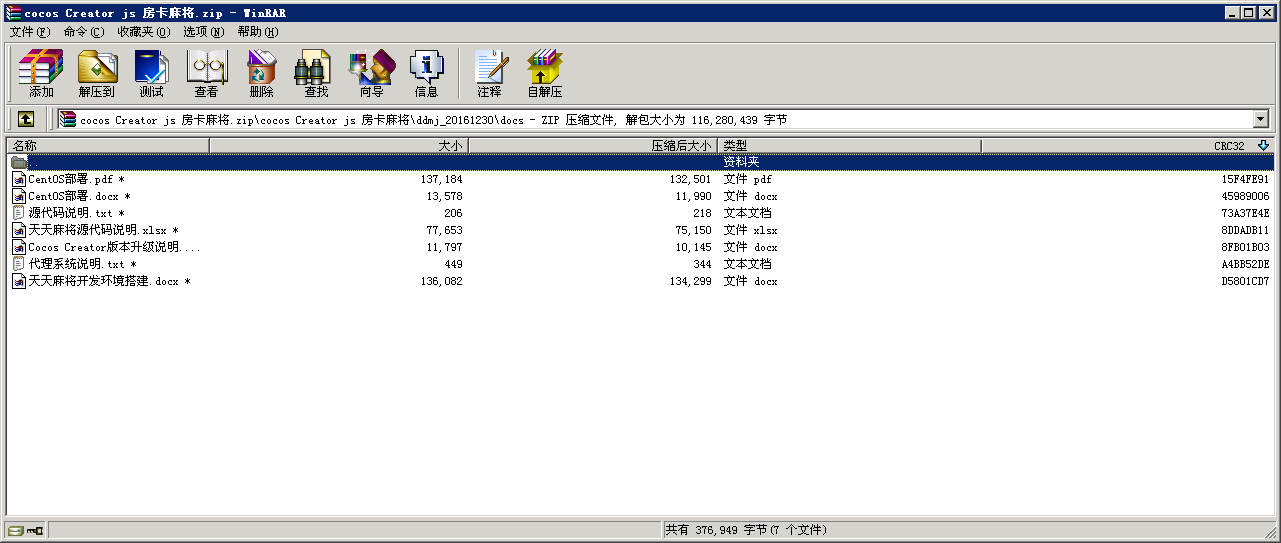 cocos Creator js 房卡麻将.zip - WinRAR
文件(F) 命令(C) 收藏夹(O) 选项(N) 帮助(H)
添加 解压到 测试 查看 删除 查找 向导 信息 注释 自解压
cocos Creator js 房卡麻将.zip\cocos Creator js 房卡麻将\ddmj_20161230\docs - ZIP 压缩文件, 解包大小为 116,280,439 字节
名称 大小 压缩后大小 类型 CRC32
.. 资料夹
CentOS部署.pdf * 137,184 132,501 文件 pdf 15F4FE91
CentOS部署.docx * 13,578 11,990 文件 docx 45989006
源代码说明.txt * 206 218 文本文档 73A37E4E
天天麻将源代码说明.xlsx * 77,653 75,150 文件 xlsx 8DDADB11
Cocos Creator版本升级说明.... 11,797 10,145 文件 docx 8FB01B03
代理系统说明.txt * 449 344 文本文档 A4BB52DE
天天麻将开发环境搭建.docx * 136,082 134,299 文件 docx D5801CD7
共有 376,949 字节(7 个文件)